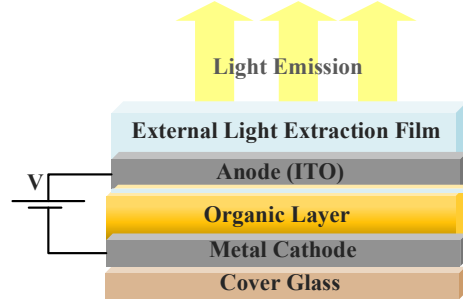 Light Emission
External Light Extraction Film
V
Anode (ITO)
Organic Layer
Metal Cathode
Cover Glass